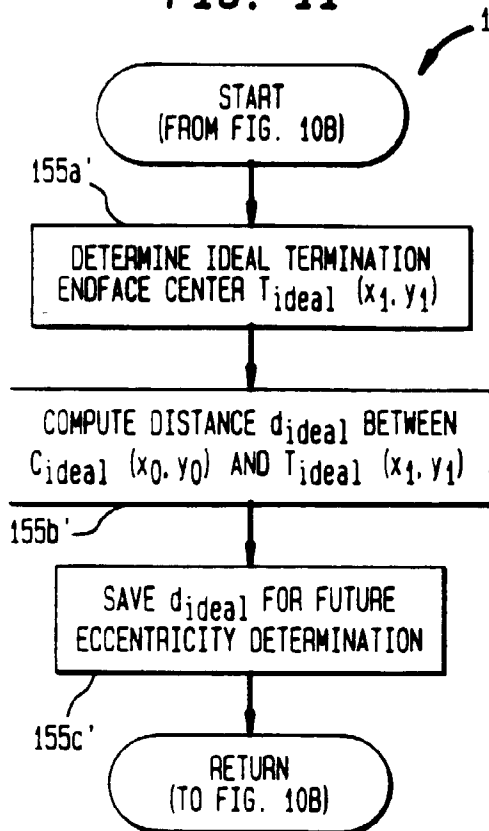 FIG. 11
1
START
(FROM FIG. 10B)
155a'
DETERMINE IDEAL TERMINATION
ENDFACE CENTER Tideal (x1, y1)
COMPUTE DISTANCE dideal BETWEEN
Cideal (x0, y0) AND Tideal (x1, y1)
155b'
SAVE dideal FOR FUTURE
ECCENTRICITY DETERMINATION
155c'
RETURN
(TO FIG. 10B)